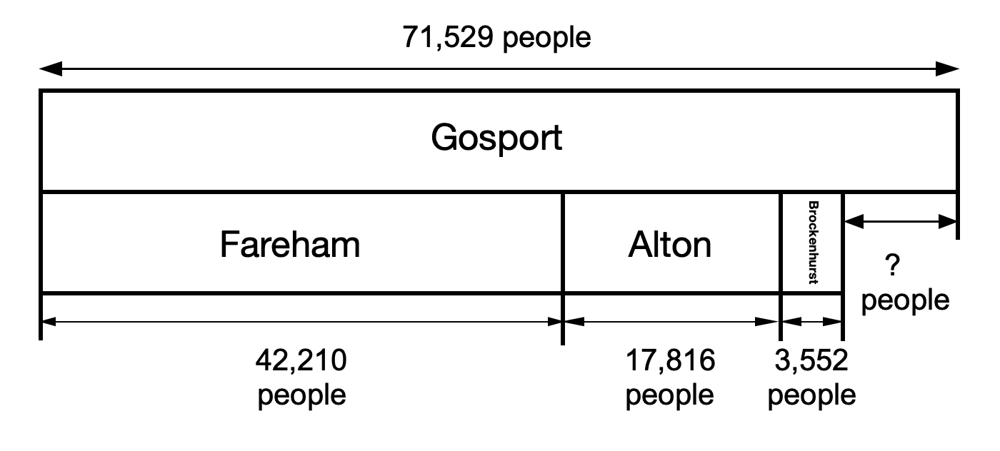 71,529 people
Gosport
Fareham
Alton
Brockenhurst
?
people
42,210
people
17,816
people
3,552
people